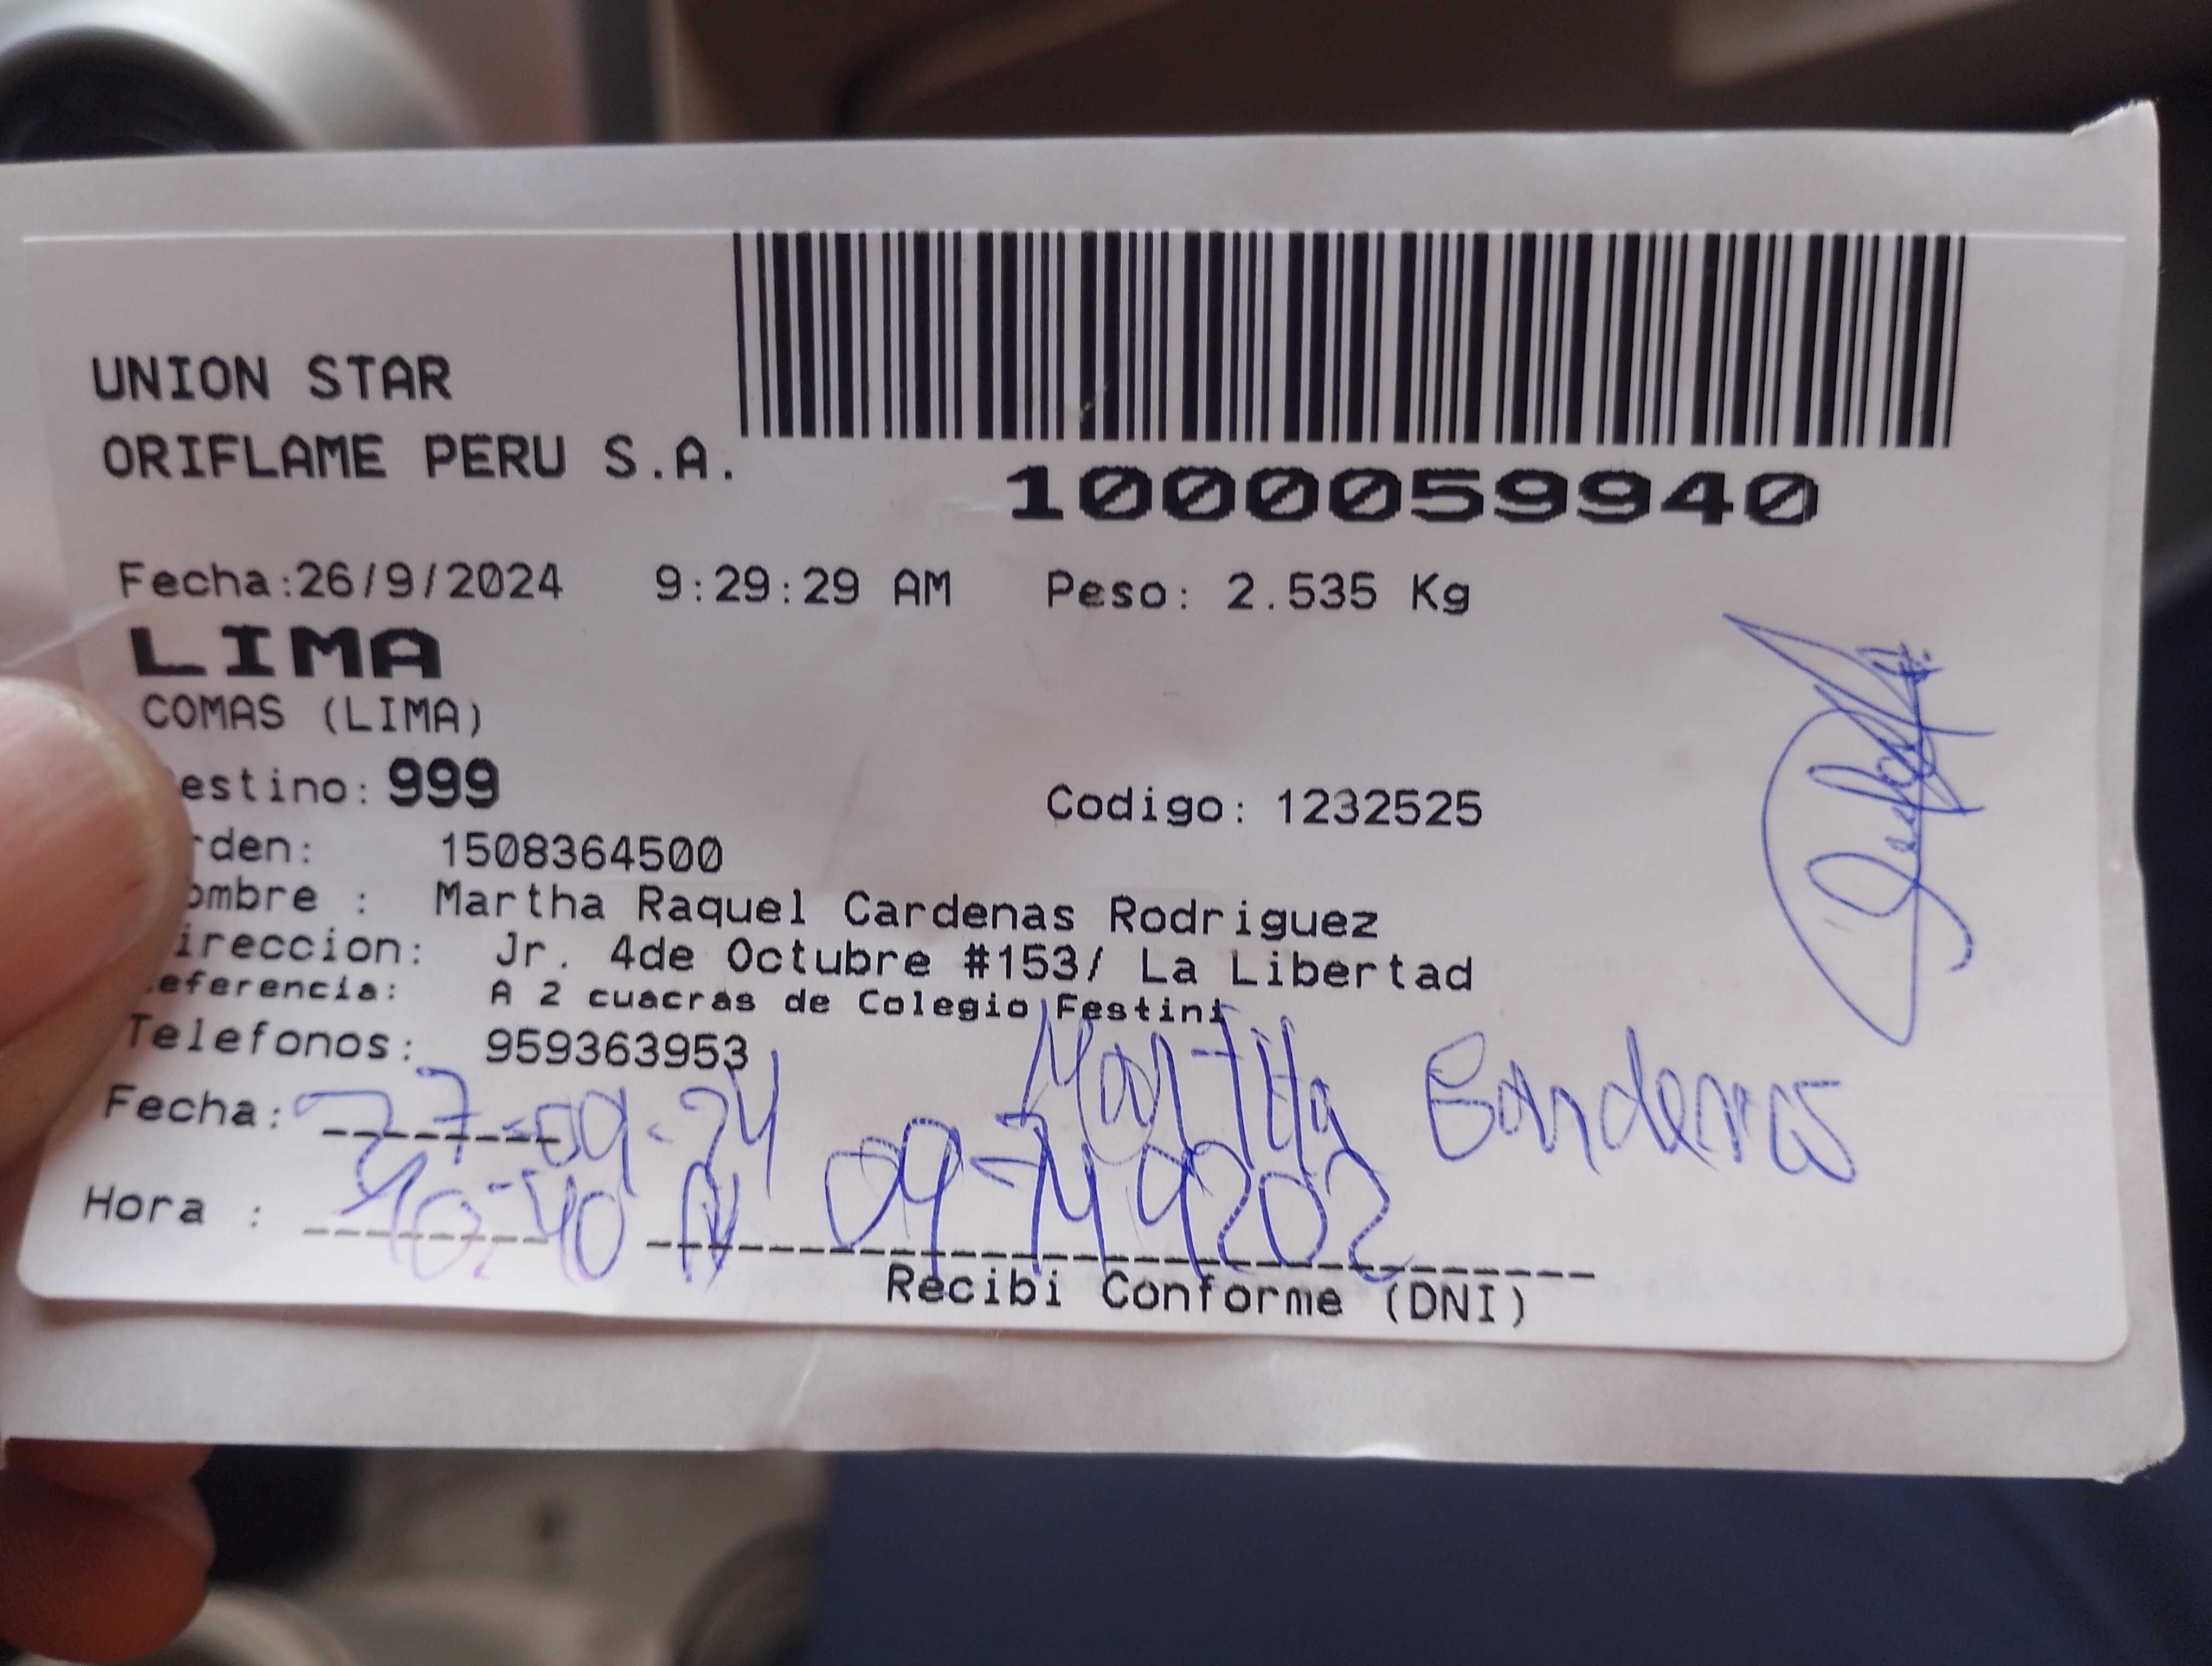 UNION STAR
ORIFLAME PERU S.A.
1000059940
Fecha:26/9/2024 9:29:29 AM Peso: 2.535 Kg
LIMA
COMAS (LIMA)
estino: 999 Codigo: 1232525
rden: 1508364500
ombre : Martha Raquel Cardenas Rodriguez
ireccion: Jr. 4de Octubre #153/ La Libertad
eferencia: A 2 cuacras de Colegio Festini
Telefonos: 959363953
Martha Cardenas
Fecha: 27-09-24
Hora : 10:40
Recibi Conforme (DNI)